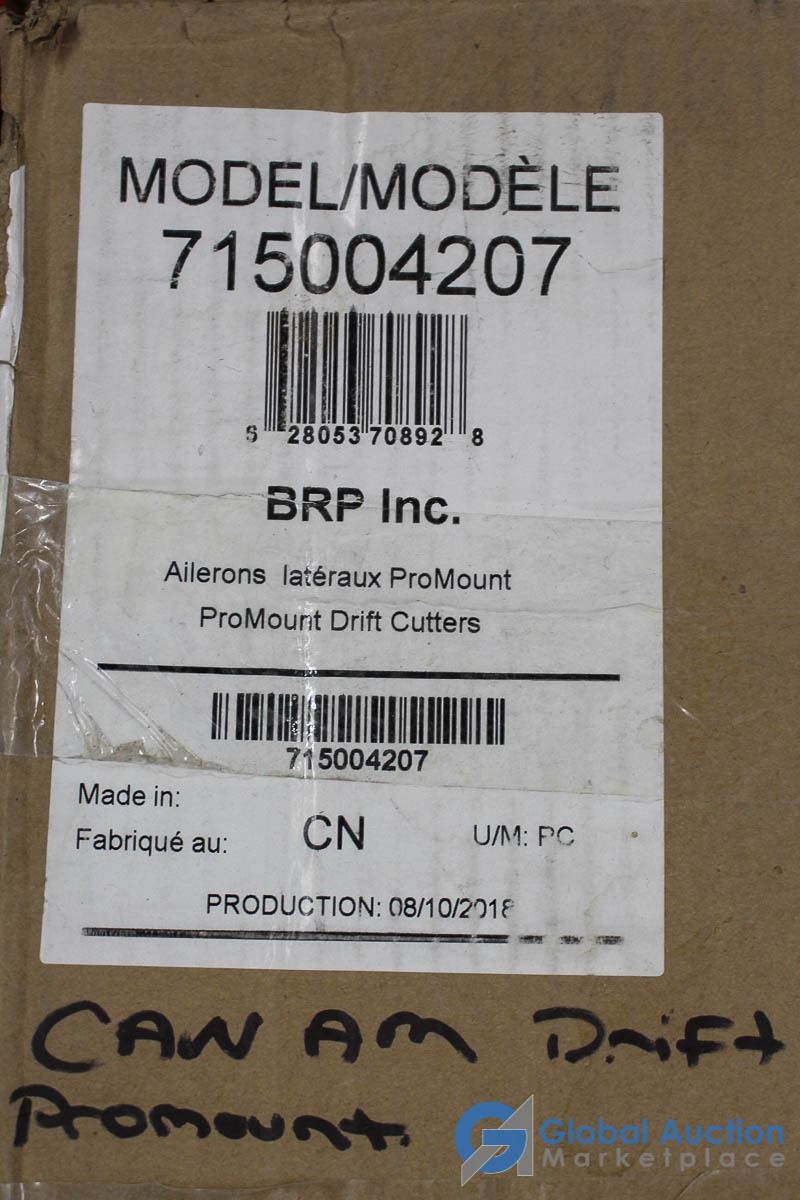 MODEL/MODÈLE
715004207
6 28053 70892 8
BRP Inc.
Ailerons latéraux ProMount
ProMount Drift Cutters
715004207
Made in:
Fabriqué au: CN U/M: PC
PRODUCTION: 08/10/2018
CAN AM Drift
Promount.
Global Auction
Marketplace